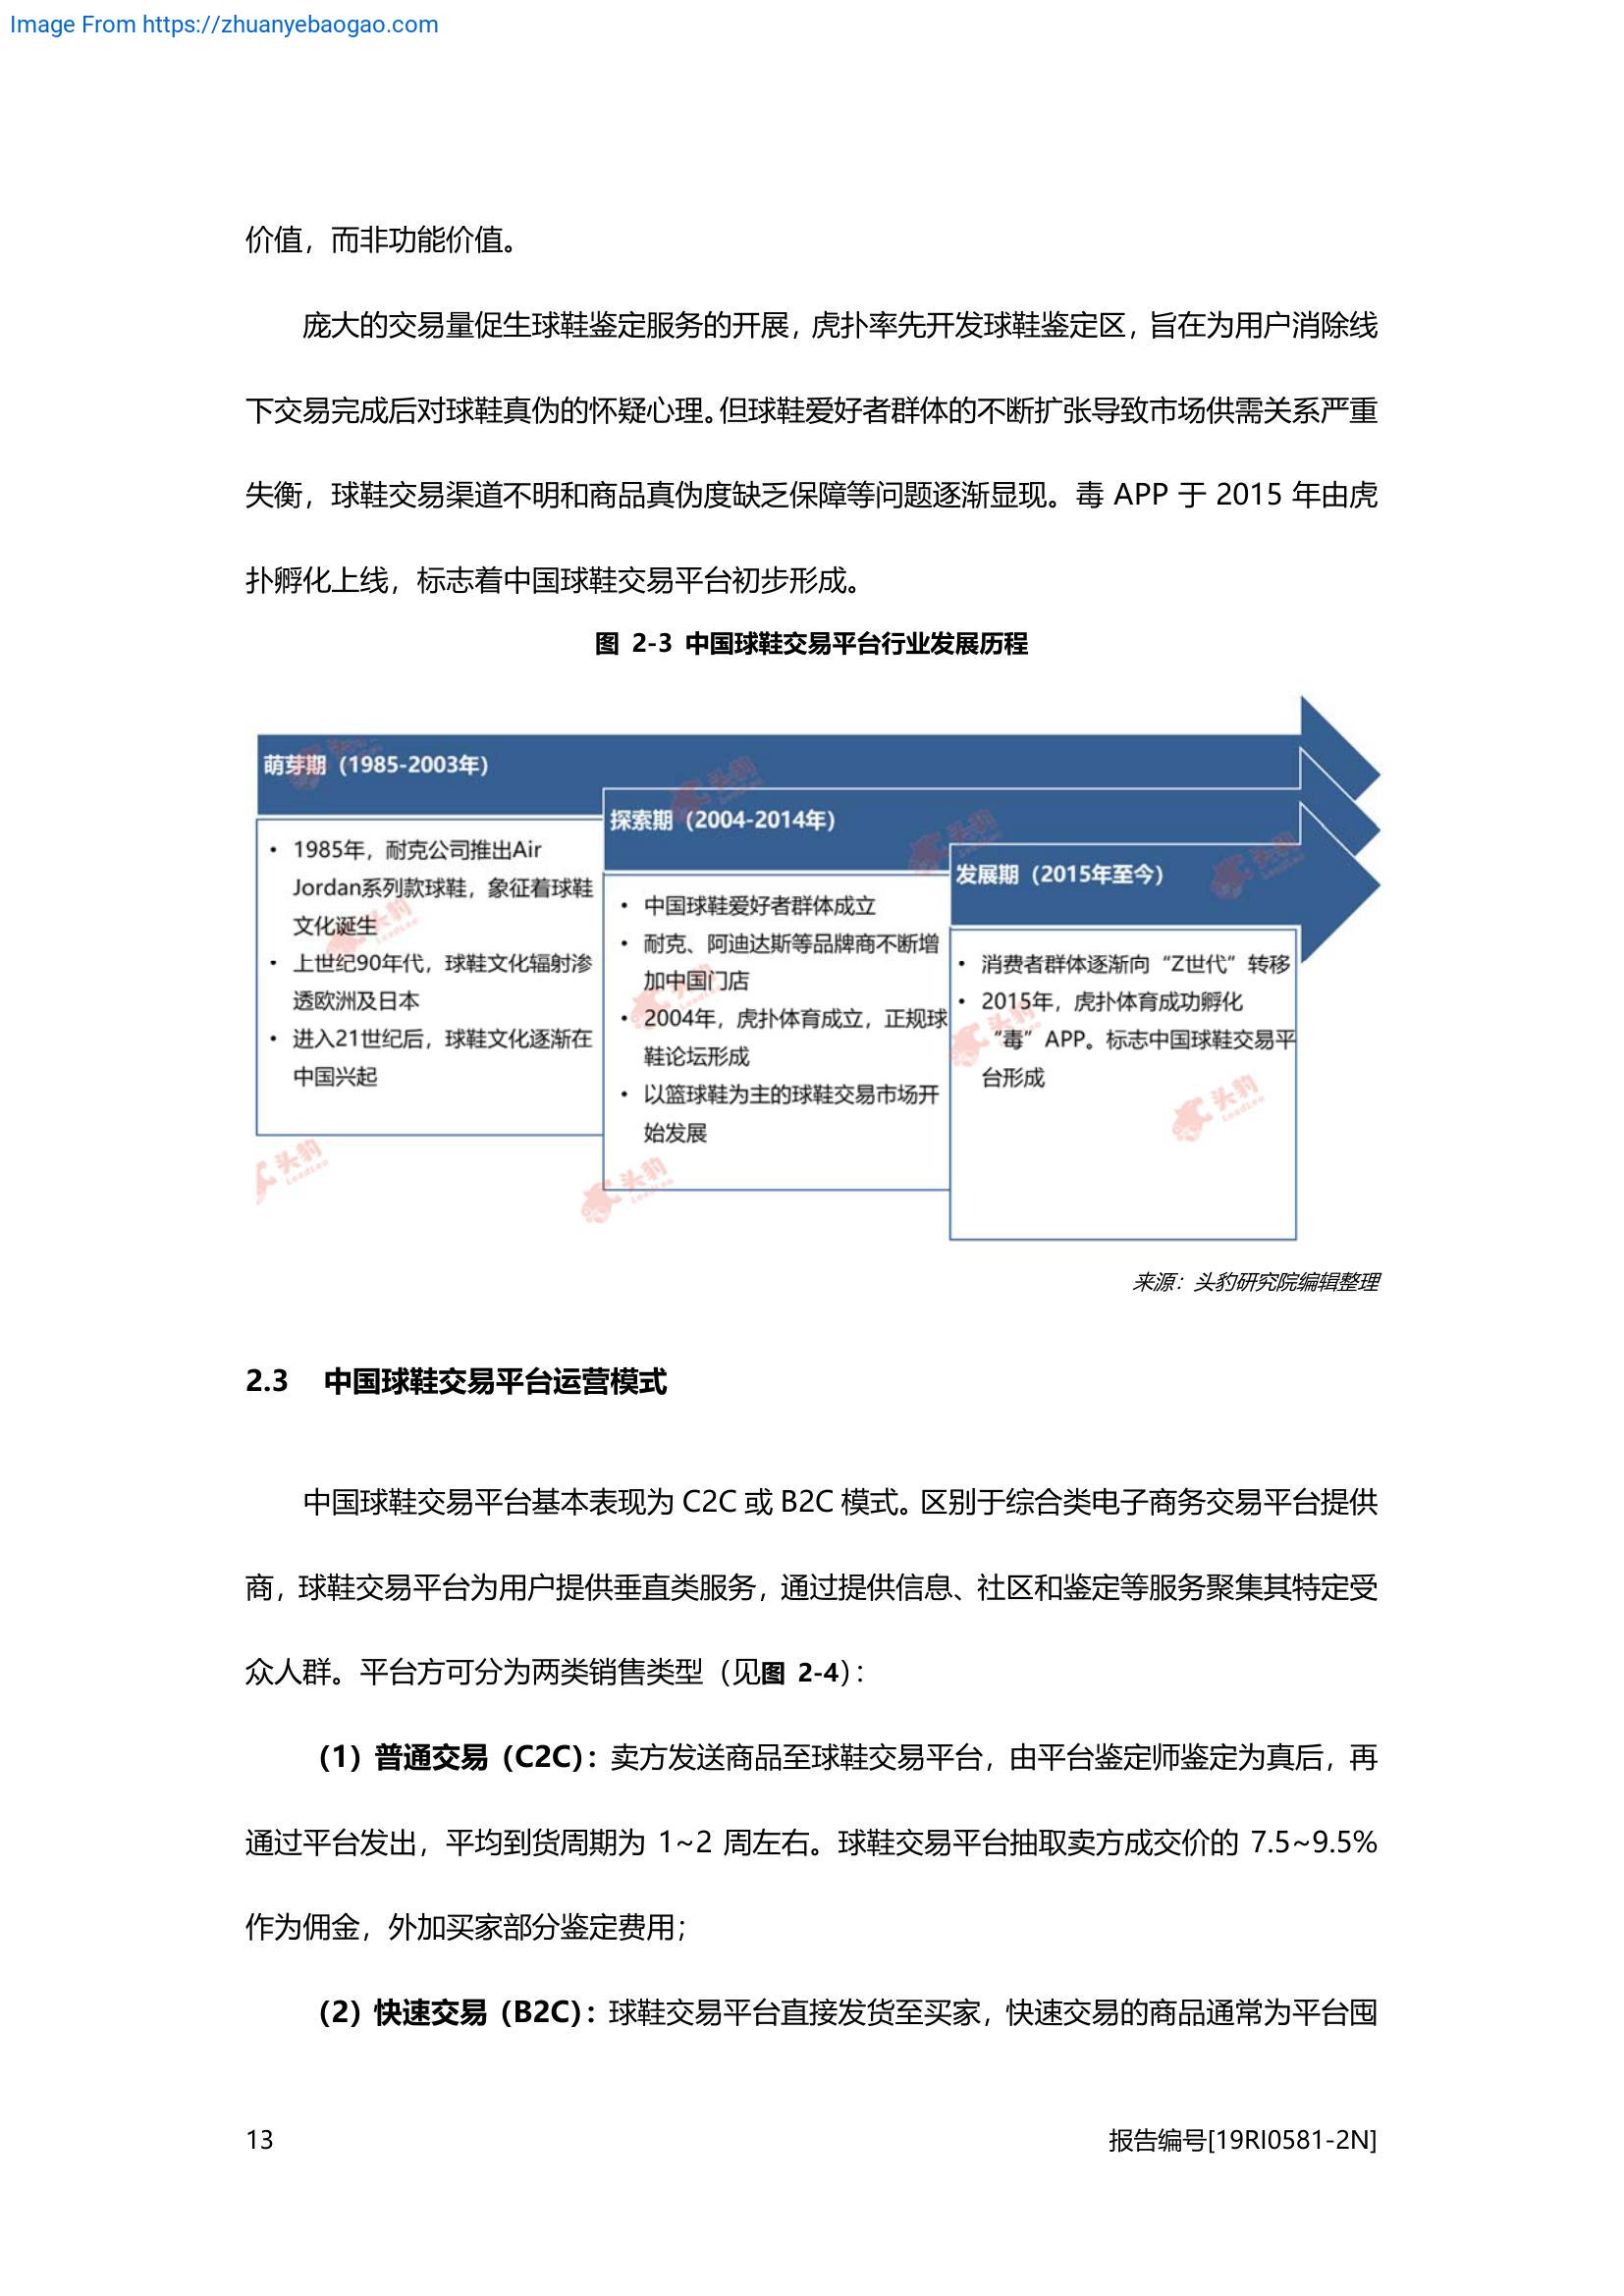 Image From https://zhuanyebaogao.com
价值，而非功能价值。
庞大的交易量促生球鞋鉴定服务的开展，虎扑率先开发球鞋鉴定区，旨在为用户消除线
下交易完成后对球鞋真伪的怀疑心理。但球鞋爱好者群体的不断扩张导致市场供需关系严重
失衡，球鞋交易渠道不明和商品真伪度缺乏保障等问题逐渐显现。毒 APP 于 2015 年由虎
扑孵化上线，标志着中国球鞋交易平台初步形成。
图 2-3 中国球鞋交易平台行业发展历程
萌芽期（1985-2003年）
• 1985年，耐克公司推出Air
Jordan系列款球鞋，象征着球鞋
文化诞生
• 上世纪90年代，球鞋文化辐射渗
透欧洲及日本
• 进入21世纪后，球鞋文化逐渐在
中国兴起
探索期（2004-2014年）
• 中国球鞋爱好者群体成立
• 耐克、阿迪达斯等品牌商不断增
加中国门店
• 2004年，虎扑体育成立，正规球
鞋论坛形成
• 以篮球鞋为主的球鞋交易市场开
始发展
发展期（2015年至今）
• 消费者群体逐渐向“Z世代”转移
• 2015年，虎扑体育成功孵化
“毒”APP。标志中国球鞋交易平
台形成
头豹
LeadLeo
来源：头豹研究院编辑整理
2.3 中国球鞋交易平台运营模式
中国球鞋交易平台基本表现为 C2C 或 B2C 模式。区别于综合类电子商务交易平台提供
商，球鞋交易平台为用户提供垂直类服务，通过提供信息、社区和鉴定等服务聚集其特定受
众人群。平台方可分为两类销售类型（见图 2-4）：
（1）普通交易（C2C）：卖方发送商品至球鞋交易平台，由平台鉴定师鉴定为真后，再
通过平台发出，平均到货周期为 1~2 周左右。球鞋交易平台抽取卖方成交价的 7.5~9.5%
作为佣金，外加买家部分鉴定费用；
（2）快速交易（B2C）：球鞋交易平台直接发货至买家，快速交易的商品通常为平台囤
13
报告编号[19RI0581-2N]